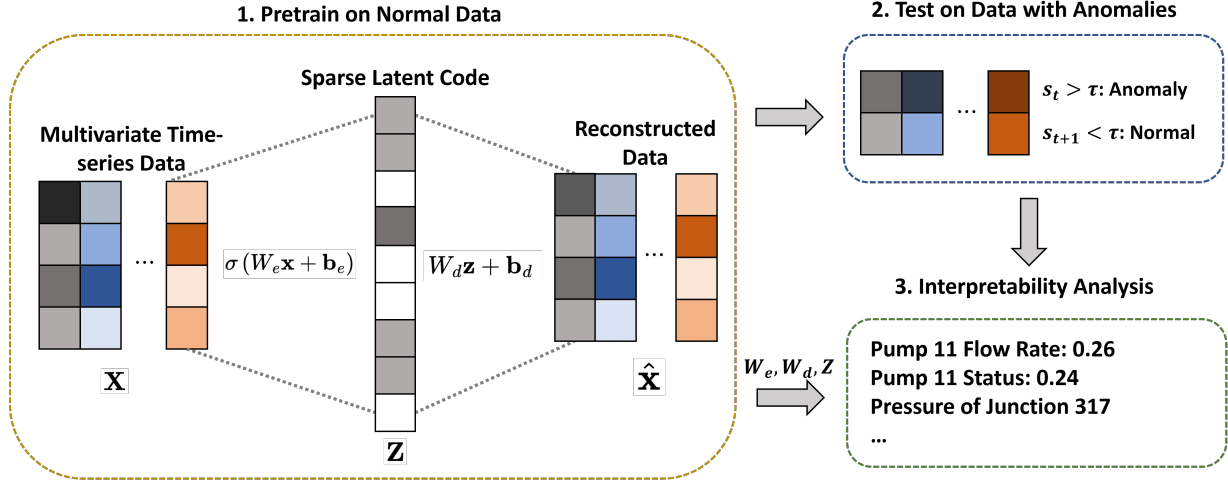 1. Pretrain on Normal Data
Sparse Latent Code
Multivariate Time-
series Data
...
σ (W_e x + b_e)
x
z
W_d z + b_d
Reconstructed
Data
...
x̂
2. Test on Data with Anomalies
...
s_t > τ: Anomaly
s_{t+1} < τ: Normal
W_e, W_d, Z
3. Interpretability Analysis
Pump 11 Flow Rate: 0.26
Pump 11 Status: 0.24
Pressure of Junction 317
...